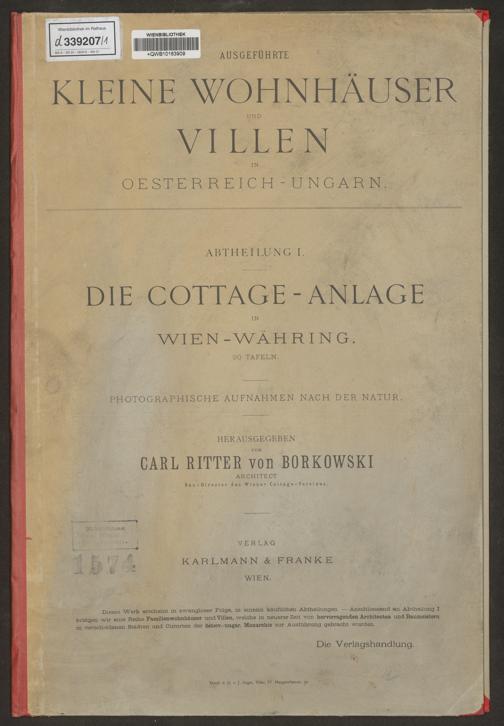 Wienbibliothek im Rathaus
d 339207/1
WIENBIBLIOTHEK
+QWB10163909
AUSGEFÜHRTE
KLEINE WOHNHÄUSER
UND
VILLEN
IN
OESTERREICH-UNGARN.
ABTHEILUNG I.
DIE COTTAGE-ANLAGE
IN
WIEN-WÄHRING.
90 TAFELN.
PHOTOGRAPHISCHE AUFNAHMEN NACH DER NATUR.
HERAUSGEGEBEN
VON
CARL RITTER von BORKOWSKI
ARCHITECT
Bau-Director des Wiener Cottage-Vereines.
1574
VERLAG
KARLMANN & FRANKE
WIEN.
Dieses Werk erscheint in zwangloser Folge, in einzeln käuflichen Abtheilungen. — Anschliessend an Abtheilung I
bringen wir eine Reihe Familienwohnhäuser und Villen, welche in neuerer Zeit von hervorragenden Architecten und Baumeistern
in verschiedenen Städten und Curorten der österr.-ungar. Monarchie zur Ausführung gebracht wurden.
Die Verlagshandlung.